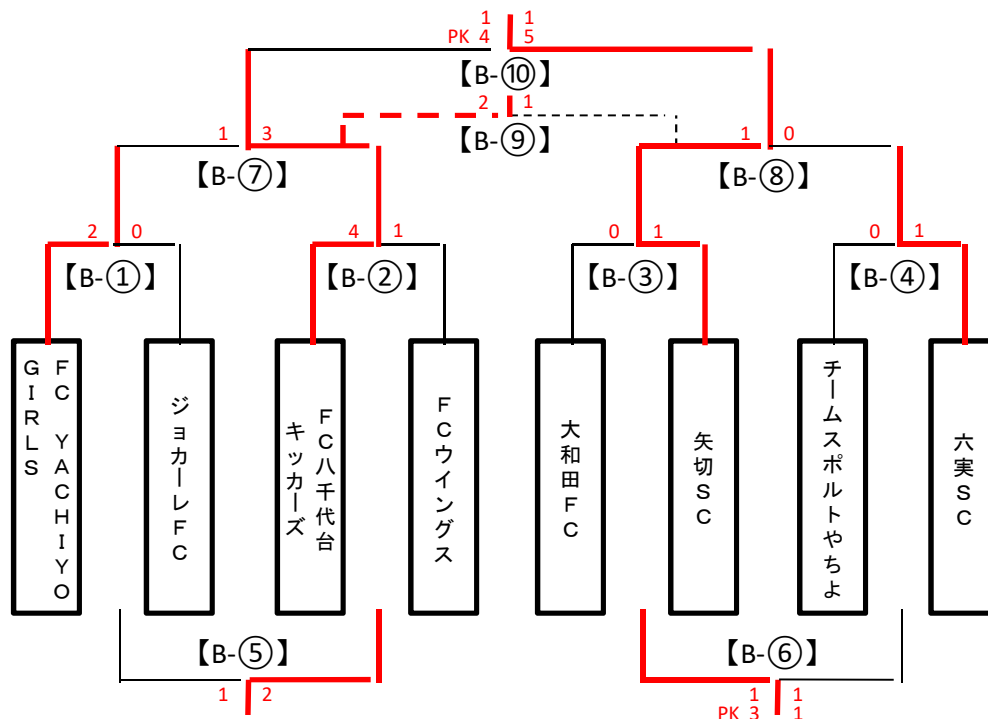 1 1
PK 4 5
【B-⑩】
2 1
【B-⑨】
1 3
【B-⑦】
1 0
【B-⑧】
2 0
【B-①】
4 1
【B-②】
0 1
【B-③】
0 1
【B-④】
ＦＣ ＹＡＣＨＩＹＯ
ＧＩＲＬＳ
ジョカーレＦＣ
ＦＣ八千代台
キッカーズ
ＦＣウイングス
大和田ＦＣ
矢切ＳＣ
チームスポルトやちよ
六実ＳＣ
【B-⑤】
1 2
【B-⑥】
1 1
PK 3 1